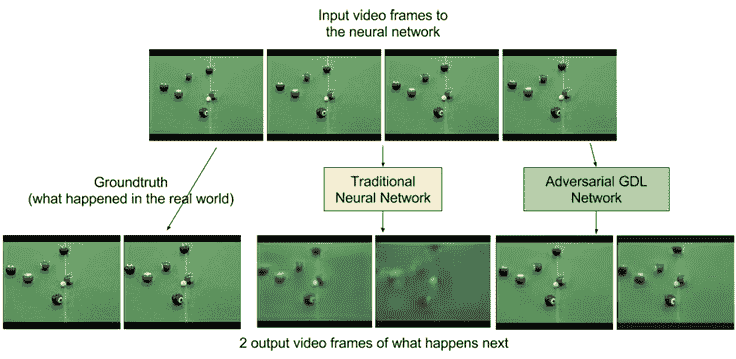 Input video frames to
the neural network
Groundtruth
(what happened in the real world)
Traditional
Neural Network
Adversarial GDL
Network
2 output video frames of what happens next